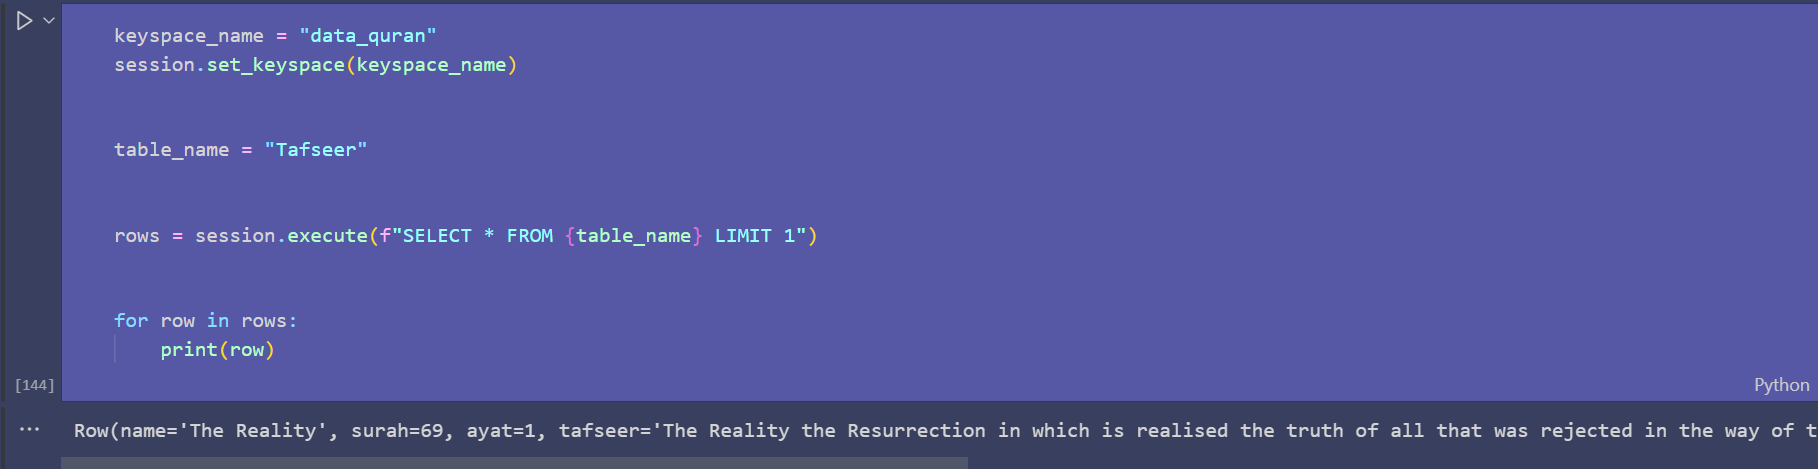 keyspace_name = "data_quran"
session.set_keyspace(keyspace_name)
table_name = "Tafseer"
rows = session.execute(f"SELECT * FROM {table_name} LIMIT 1")
for row in rows:
    print(row)
[144]
Python
Row(name='The Reality', surah=69, ayat=1, tafseer='The Reality the Resurrection in which is realised the truth of all that was rejected in the way of t